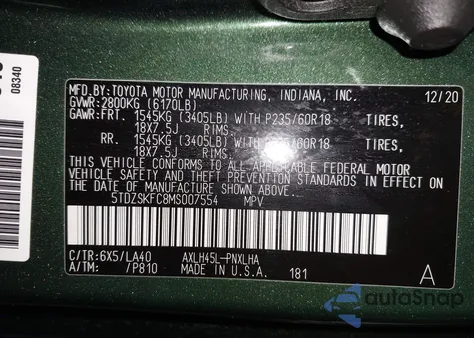 08340
MFD.BY:TOYOTA MOTOR MANUFACTURING, INDIANA, INC. 12/20
GVWR:2800KG (6170LB)
GAWR:FRT. 1545KG (3405LB) WITH P235/60R18 TIRES,
18X7.5J RIMS.
RR. 1545KG (3405LB) WITH P235/60R18 TIRES,
18X7.5J RIMS.
THIS VEHICLE CONFORMS TO ALL APPLICABLE FEDERAL MOTOR
VEHICLE SAFETY AND THEFT PREVENTION STANDARDS IN EFFECT ON
THE DATE OF MANUFACTURE SHOWN ABOVE.
5TDZSKFC8MS007554 MPV
C/TR:6X5/LA40 AXLH45L-PNXLHA
A/TM: /P810 MADE IN U.S.A. 181 A
autoSnap